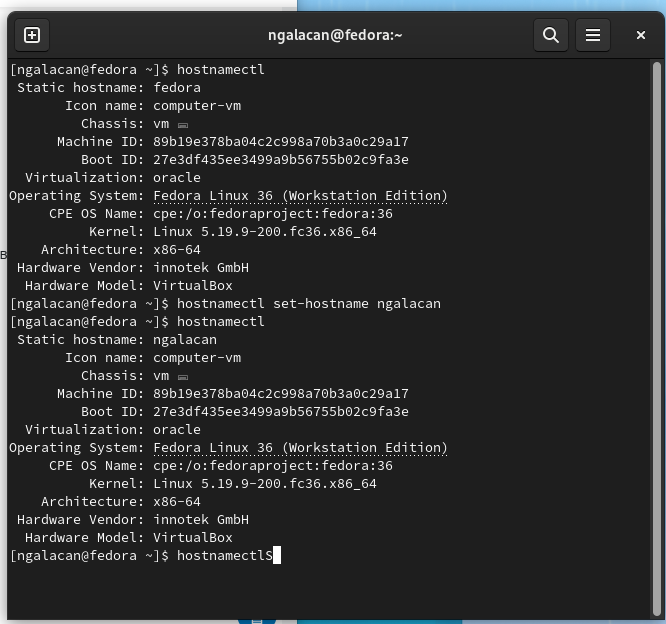 ngalacan@fedora:~
[ngalacan@fedora ~]$ hostnamectl
Static hostname: fedora
Icon name: computer-vm
Chassis: vm
Machine ID: 89b19e378ba04c2c998a70b3a0c29a17
Boot ID: 27e3df435ee3499a9b56755b02c9fa3e
Virtualization: oracle
Operating System: Fedora Linux 36 (Workstation Edition)
CPE OS Name: cpe:/o:fedoraproject:fedora:36
Kernel: Linux 5.19.9-200.fc36.x86_64
Architecture: x86-64
Hardware Vendor: innotek GmbH
Hardware Model: VirtualBox
[ngalacan@fedora ~]$ hostnamectl set-hostname ngalacan
[ngalacan@fedora ~]$ hostnamectl
Static hostname: ngalacan
Icon name: computer-vm
Chassis: vm
Machine ID: 89b19e378ba04c2c998a70b3a0c29a17
Boot ID: 27e3df435ee3499a9b56755b02c9fa3e
Virtualization: oracle
Operating System: Fedora Linux 36 (Workstation Edition)
CPE OS Name: cpe:/o:fedoraproject:fedora:36
Kernel: Linux 5.19.9-200.fc36.x86_64
Architecture: x86-64
Hardware Vendor: innotek GmbH
Hardware Model: VirtualBox
[ngalacan@fedora ~]$ hostnamectlS